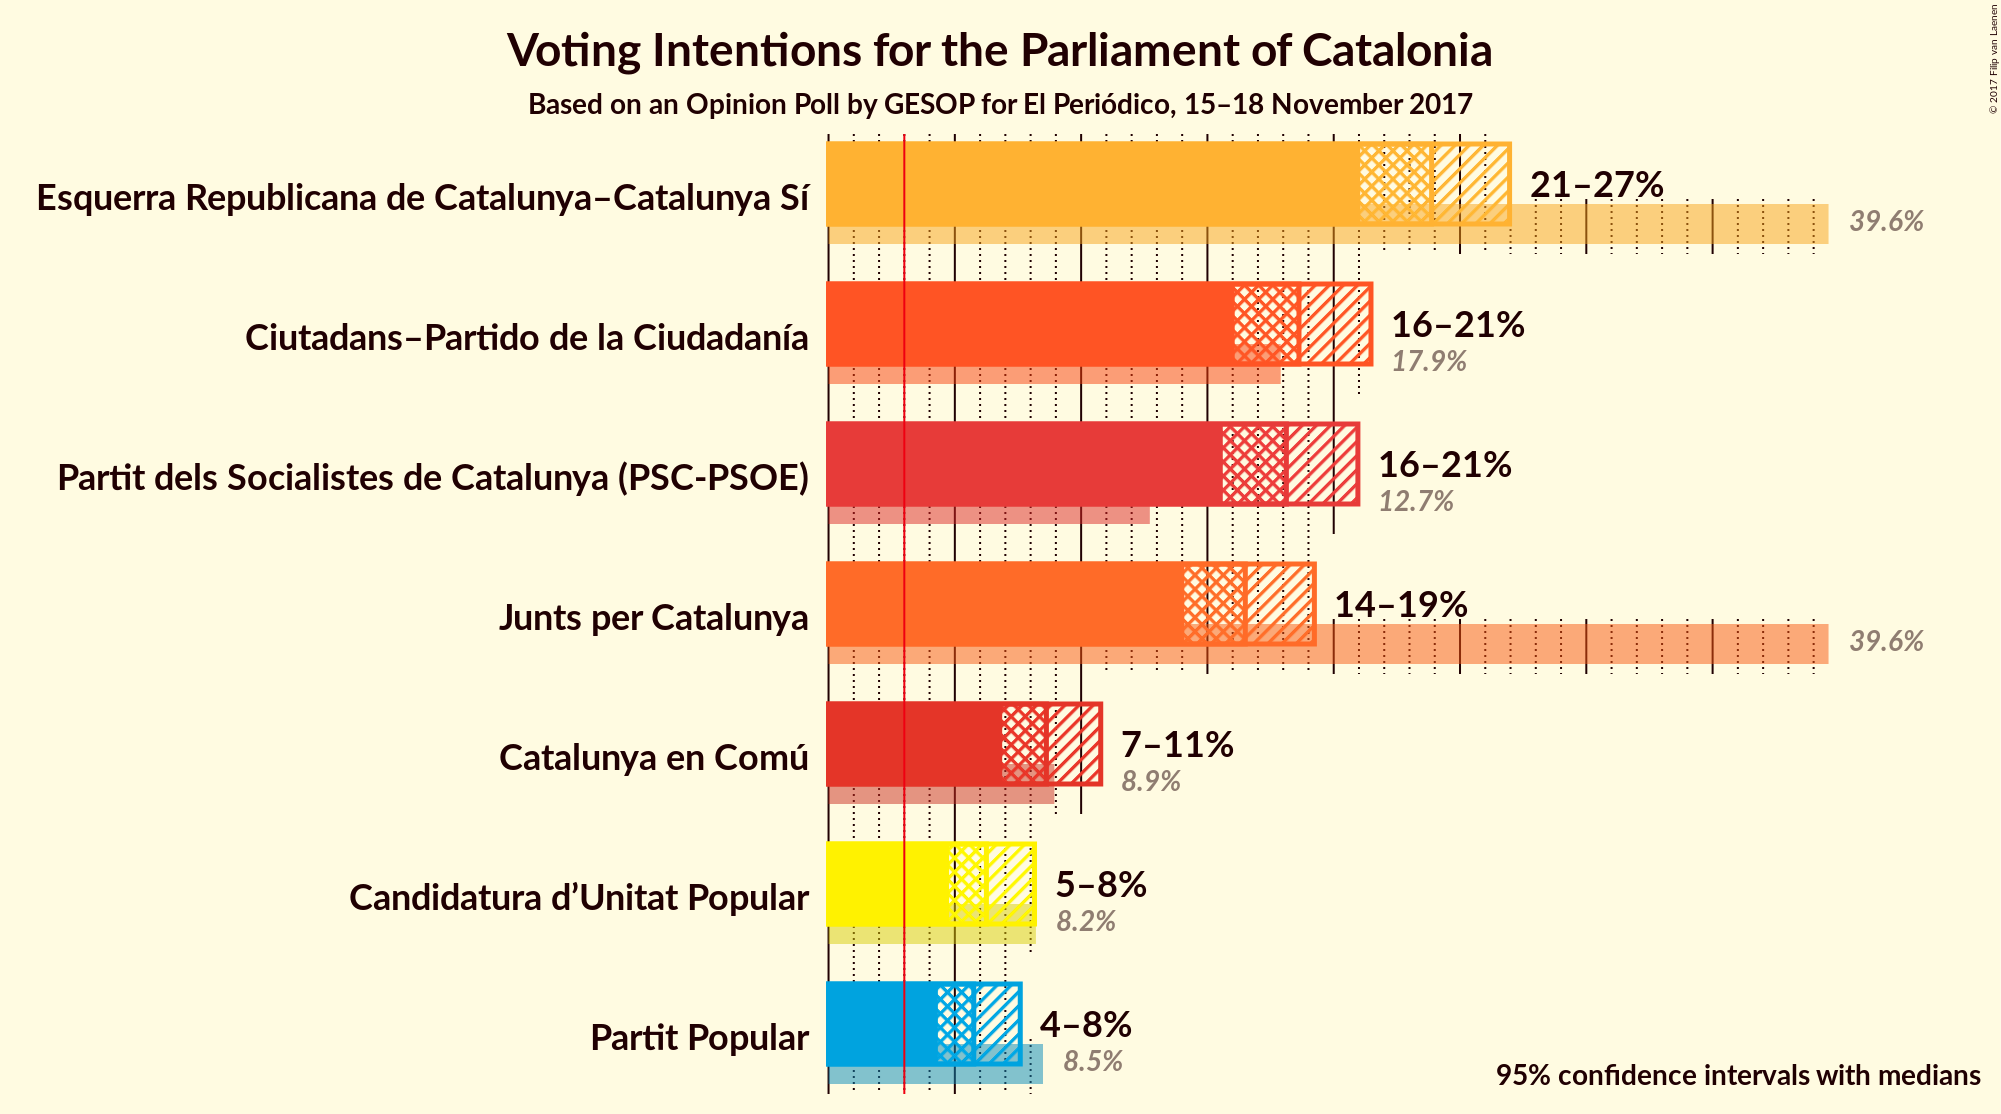 Voting Intentions for the Parliament of Catalonia
Based on an Opinion Poll by GESOP for El Periódico, 15–18 November 2017
© 2017 Filip van Laenen
Esquerra Republicana de Catalunya–Catalunya Sí
21–27%
39.6%
Ciutadans–Partido de la Ciudadanía
16–21%
17.9%
Partit dels Socialistes de Catalunya (PSC-PSOE)
16–21%
12.7%
Junts per Catalunya
14–19%
39.6%
Catalunya en Comú
7–11%
8.9%
Candidatura d’Unitat Popular
5–8%
8.2%
Partit Popular
4–8%
8.5%
95% confidence intervals with medians